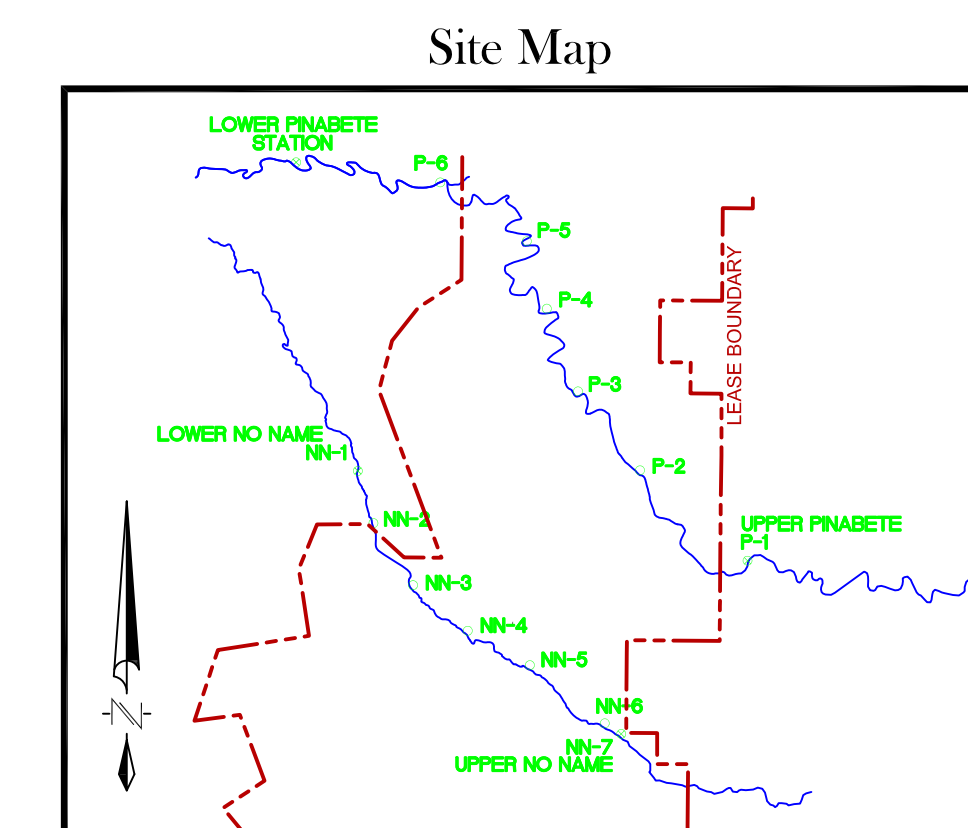 Site Map
LOWER PINABETE
STATION
P-6
P-5
P-4
LEASE BOUNDARY
P-3
LOWER NO NAME
NN-1
P-2
NN-2
UPPER PINABETE
P-1
NN-3
NN-4
NN-5
NN-6
NN-7
UPPER NO NAME
N